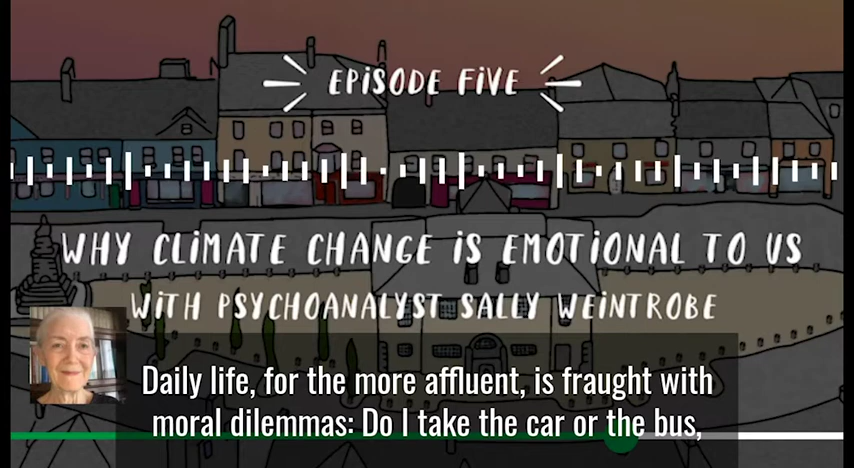 EPISODE FIVE
WHY CLIMATE CHANGE IS EMOTIONAL TO US
WITH PSYCHOANALYST SALLY WEINTROBE
Daily life, for the more affluent, is fraught with
moral dilemmas: Do I take the car or the bus,